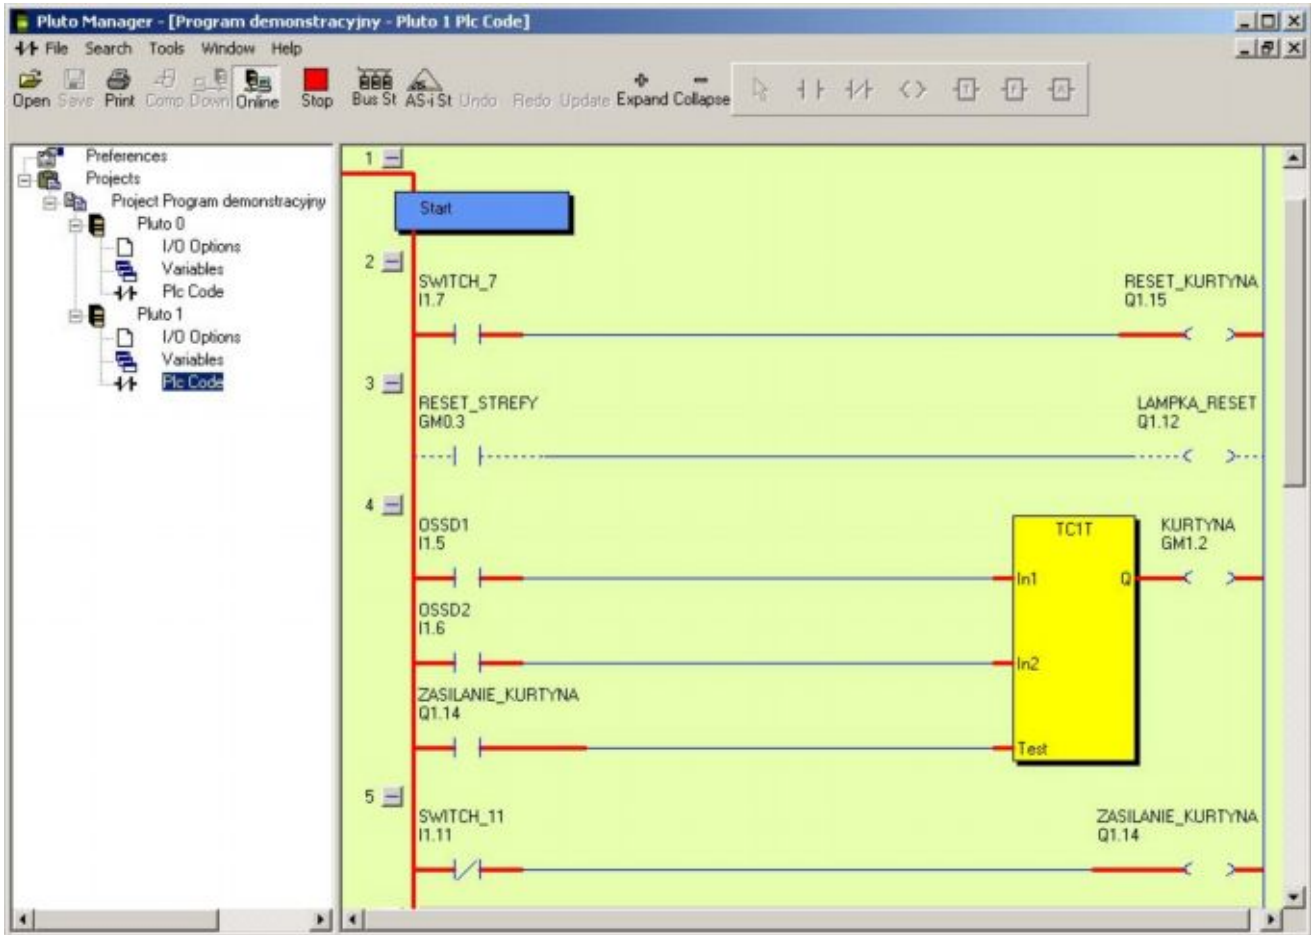 Pluto Manager - [Program demonstracyjny - Pluto 1 Plc Code]
File Search Tools Window Help
Open Save Print Comp Down Online Stop Bus St AS-i St Undo Redo Update Expand Collapse
T F A
Preferences
Projects
Project Program demonstracyjny
Pluto 0
I/O Options
Variables
Plc Code
Pluto 1
I/O Options
Variables
Plc Code
1
Start
2
SWITCH_7
I1.7
RESET_KURTYNA
Q1.15
3
RESET_STREFY
GM0.3
LAMPKA_RESET
Q1.12
4
OSSD1
I1.5
TC1T
KURTYNA
GM1.2
In1 Q
OSSD2
I1.6
In2
ZASILANIE_KURTYNA
Q1.14
Test
5
SWITCH_11
I1.11
ZASILANIE_KURTYNA
Q1.14